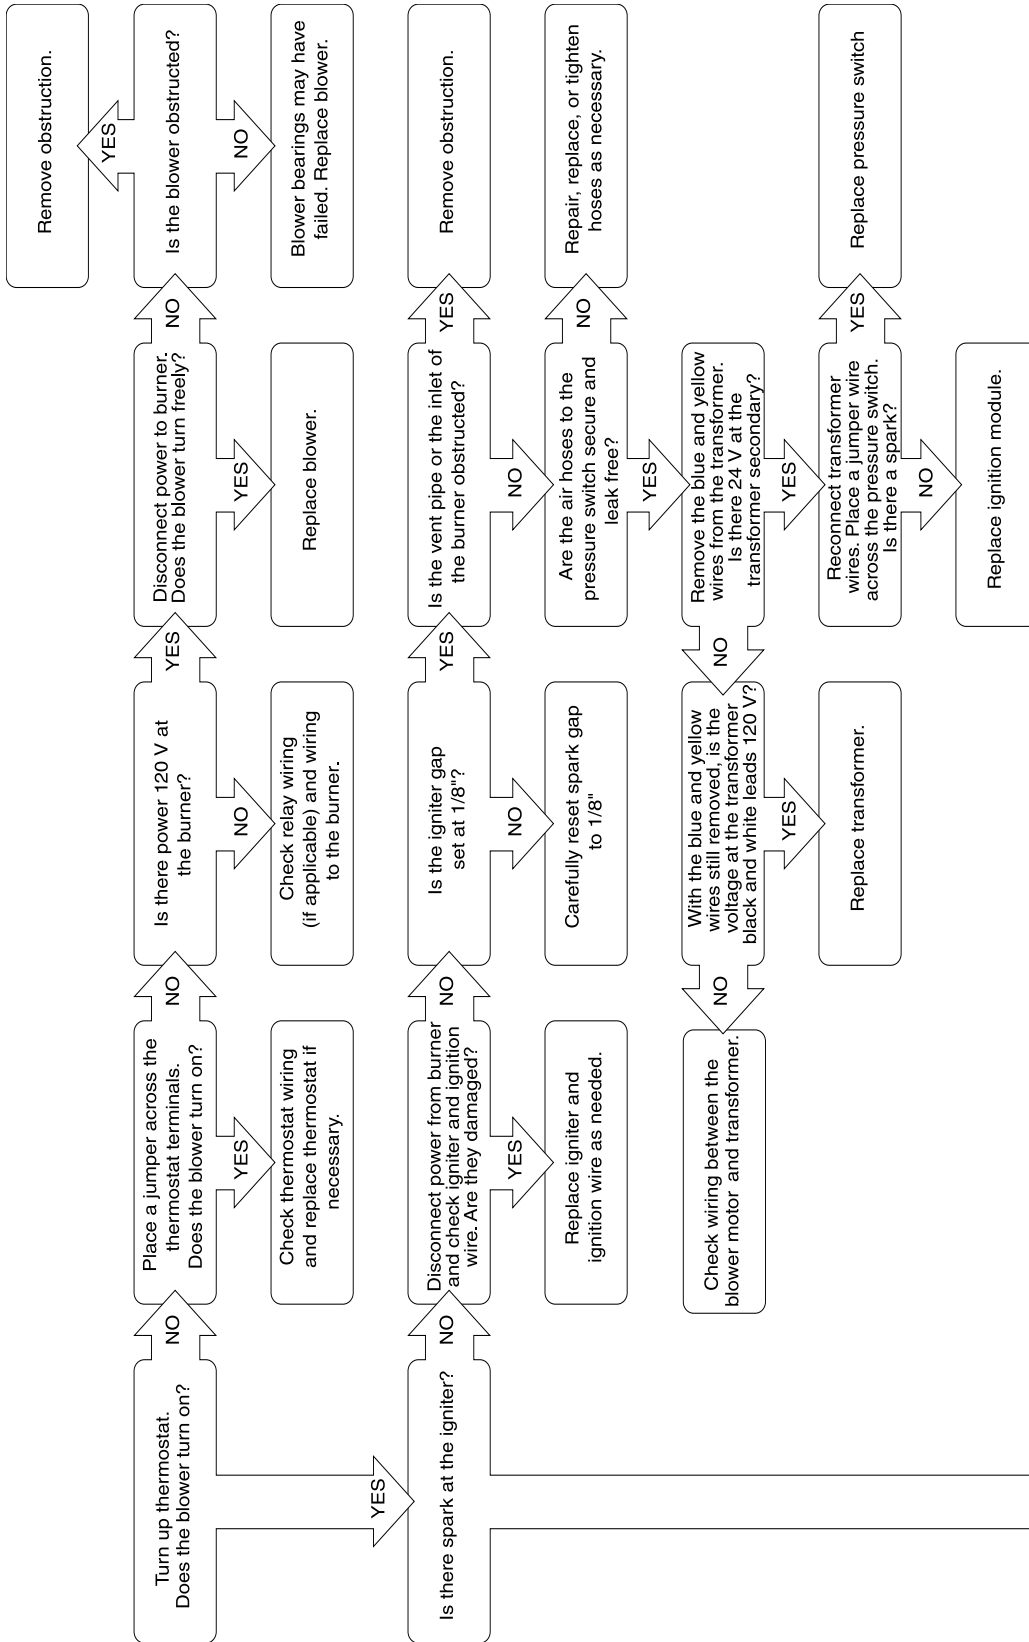 Turn up thermostat.
Does the blower turn on?
NO
YES
Place a jumper across the
thermostat terminals.
Does the blower turn on?
YES
Check thermostat wiring
and replace thermostat if
necessary.
NO
Is there power 120 V at
the burner?
NO
Check relay wiring
(if applicable) and wiring
to the burner.
YES
Disconnect power to burner.
Does the blower turn freely?
YES
Replace blower.
NO
Is the blower obstructed?
YES
Remove obstruction.
NO
Blower bearings may have
failed. Replace blower.
Is there spark at the igniter?
NO
Disconnect power from burner
and check igniter and ignition
wire. Are they damaged?
YES
Replace igniter and
ignition wire as needed.
NO
Is the igniter gap
set at 1/8"?
NO
Carefully reset spark gap
to 1/8"
YES
Is the vent pipe or the inlet of
the burner obstructed?
YES
Remove obstruction.
NO
Are the air hoses to the
pressure switch secure and
leak free?
NO
Repair, replace, or tighten
hoses as necessary.
YES
Remove the blue and yellow
wires from the transformer.
Is there 24 V at the
transformer secondary?
NO
With the blue and yellow
wires still removed, is the
voltage at the transformer
black and white leads 120 V?
NO
Check wiring between the
blower motor and transformer.
YES
Replace transformer.
YES
Reconnect transformer
wires. Place a jumper wire
across the pressure switch.
Is there a spark?
YES
Replace pressure switch
NO
Replace ignition module.